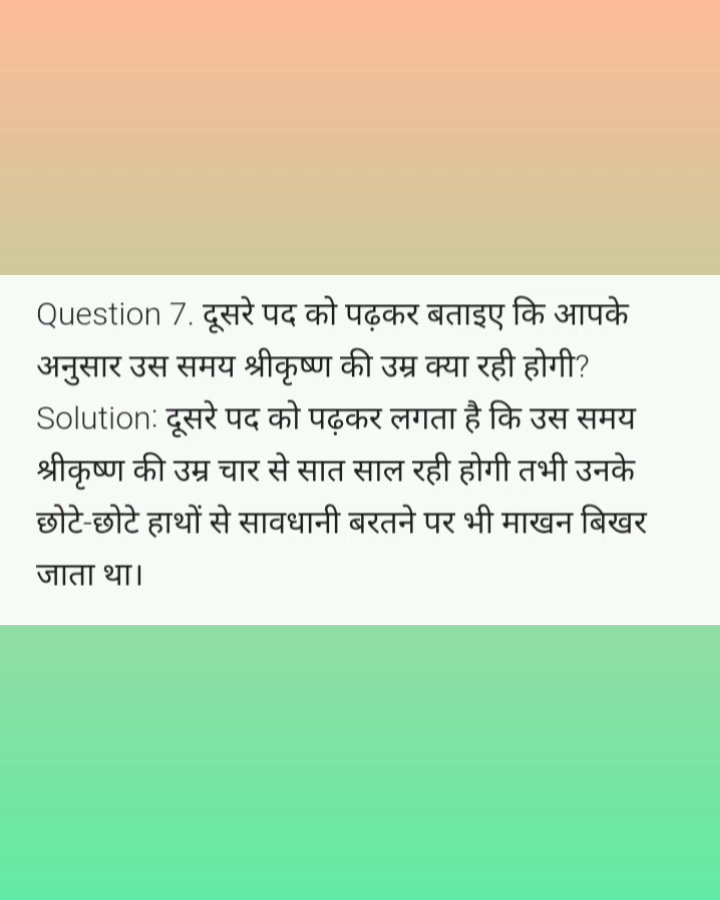 Question 7. दूसरे पद को पढ़कर बताइए कि आपके
अनुसार उस समय श्रीकृष्ण की उम्र क्या रही होगी?
Solution: दूसरे पद को पढ़कर लगता है कि उस समय
श्रीकृष्ण की उम्र चार से सात साल रही होगी तभी उनके
छोटे-छोटे हाथों से सावधानी बरतने पर भी माखन बिखर
जाता था।